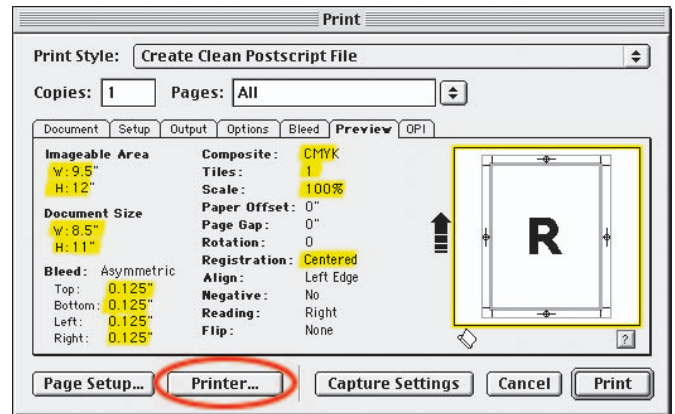 Print
Print Style: Create Clean Postscript File
Copies: 1 Pages: All
Document Setup Output Options Bleed Preview OPI
Imageable Area
W: 9.5"
H: 12"
Document Size
W: 8.5"
H: 11"
Bleed: Asymmetric
Top: 0.125"
Bottom: 0.125"
Left: 0.125"
Right: 0.125"
Composite: CMYK
Tiles: 1
Scale: 100%
Paper Offset: 0"
Page Gap: 0"
Rotation: 0
Registration: Centered
Align: Left Edge
Negative: No
Reading: Right
Flip: None
R
?
Page Setup... Printer... Capture Settings Cancel Print